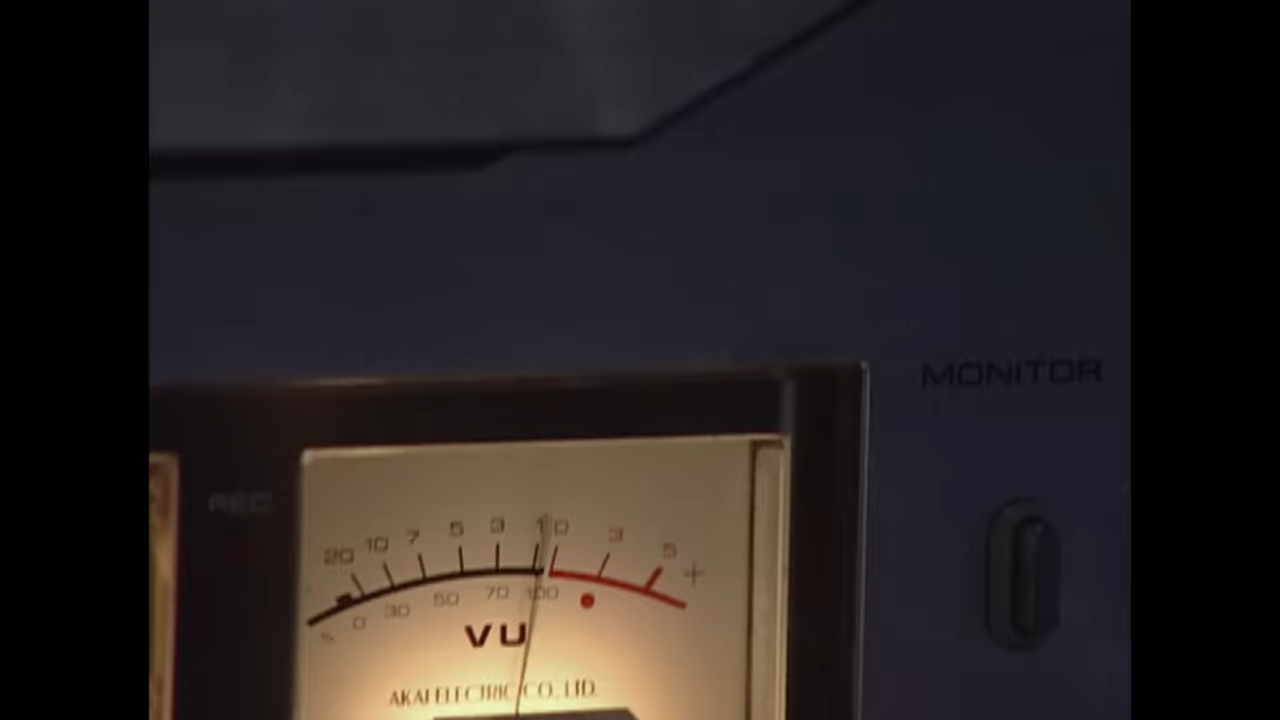 MONITOR
REC
20 10 7 5 3 1 0 3 5 +
% 0 30 50 70 100
VU
AKAI ELECTRIC CO., LTD.